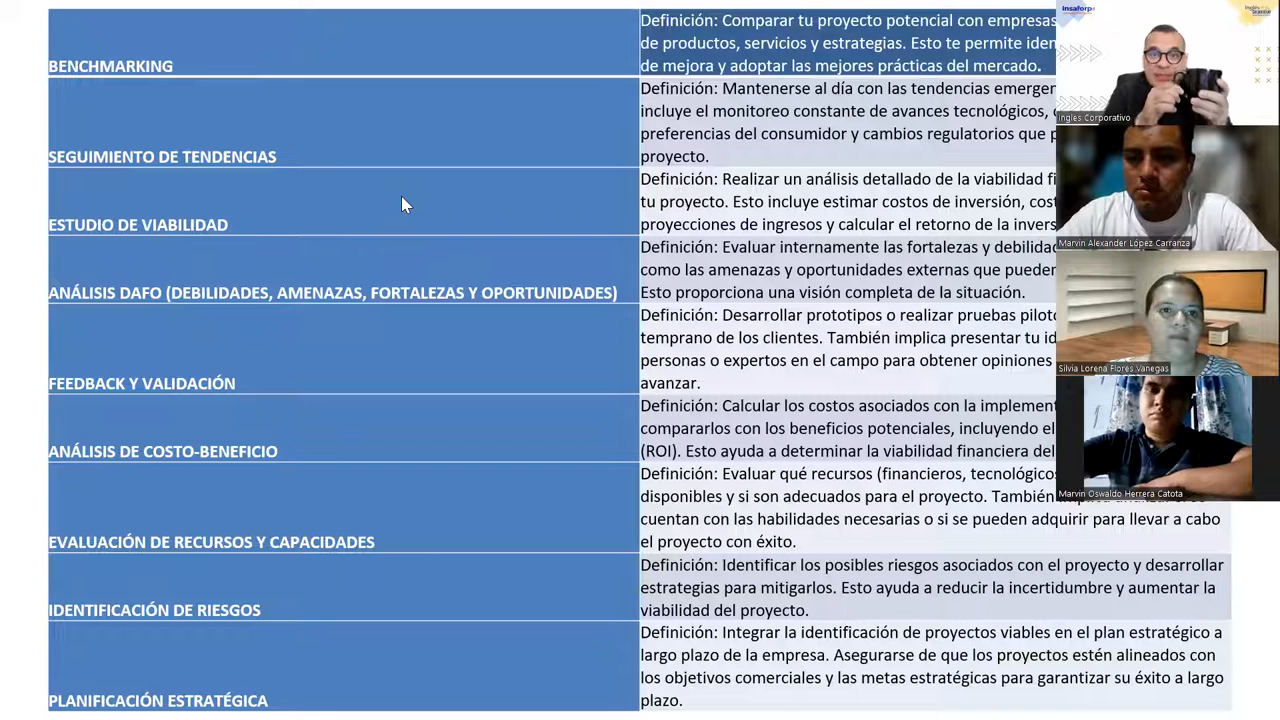 BENCHMARKING
Definición: Comparar tu proyecto potencial con empresas
de productos, servicios y estrategias. Esto te permite
de mejora y adoptar las mejores prácticas del mercado.
SEGUIMIENTO DE TENDENCIAS
Definición: Mantenerse al día con las tendencias
incluye el monitoreo constante de avances tecnológicos,
preferencias del consumidor y cambios regulatorios que
proyecto.
ESTUDIO DE VIABILIDAD
Definición: Realizar un análisis detallado de la viabilidad
tu proyecto. Esto incluye estimar costos de inversión,
proyecciones de ingresos y calcular el retorno de la
ANÁLISIS DAFO (DEBILIDADES, AMENAZAS, FORTALEZAS Y OPORTUNIDADES)
Definición: Evaluar internamente las fortalezas y
como las amenazas y oportunidades externas que pueden
Esto proporciona una visión completa de la situación.
FEEDBACK Y VALIDACIÓN
Definición: Desarrollar prototipos o realizar pruebas
temprano de los clientes. También implica presentar tu
personas o expertos en el campo para obtener opiniones
avanzar.
ANÁLISIS DE COSTO-BENEFICIO
Definición: Calcular los costos asociados con la
compararlos con los beneficios potenciales, incluyendo el
(ROI). Esto ayuda a determinar la viabilidad financiera del
EVALUACIÓN DE RECURSOS Y CAPACIDADES
Definición: Evaluar qué recursos (financieros, tecnológicos
disponibles y si son adecuados para el proyecto. También
cuentan con las habilidades necesarias o si se pueden adquirir para llevar a cabo
el proyecto con éxito.
IDENTIFICACIÓN DE RIESGOS
Definición: Identificar los posibles riesgos asociados con el proyecto y desarrollar
estrategias para mitigarlos. Esto ayuda a reducir la incertidumbre y aumentar la
viabilidad del proyecto.
PLANIFICACIÓN ESTRATÉGICA
Definición: Integrar la identificación de proyectos viables en el plan estratégico a
largo plazo de la empresa. Asegurarse de que los proyectos estén alineados con
los objetivos comerciales y las metas estratégicas para garantizar su éxito a largo
plazo.
insaforp
Ingles Corporativo
Marvin Alexander López Carranza
Silvia Lorena Flores Vanegas
Marvin Oswaldo Herrera Catota